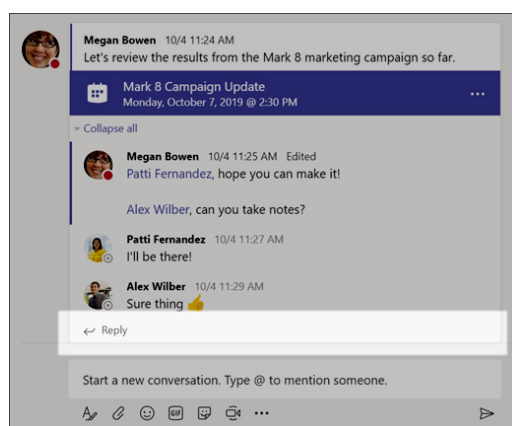 Megan Bowen 10/4 11:24 AM
Let's review the results from the Mark 8 marketing campaign so far.
Mark 8 Campaign Update
Monday, October 7, 2019 @ 2:30 PM
Collapse all
Megan Bowen 10/4 11:25 AM Edited
Patti Fernandez, hope you can make it!
Alex Wilber, can you take notes?
Patti Fernandez 10/4 11:27 AM
I'll be there!
Alex Wilber 10/4 11:29 AM
Sure thing 👍
Reply
Start a new conversation. Type @ to mention someone.
GIF